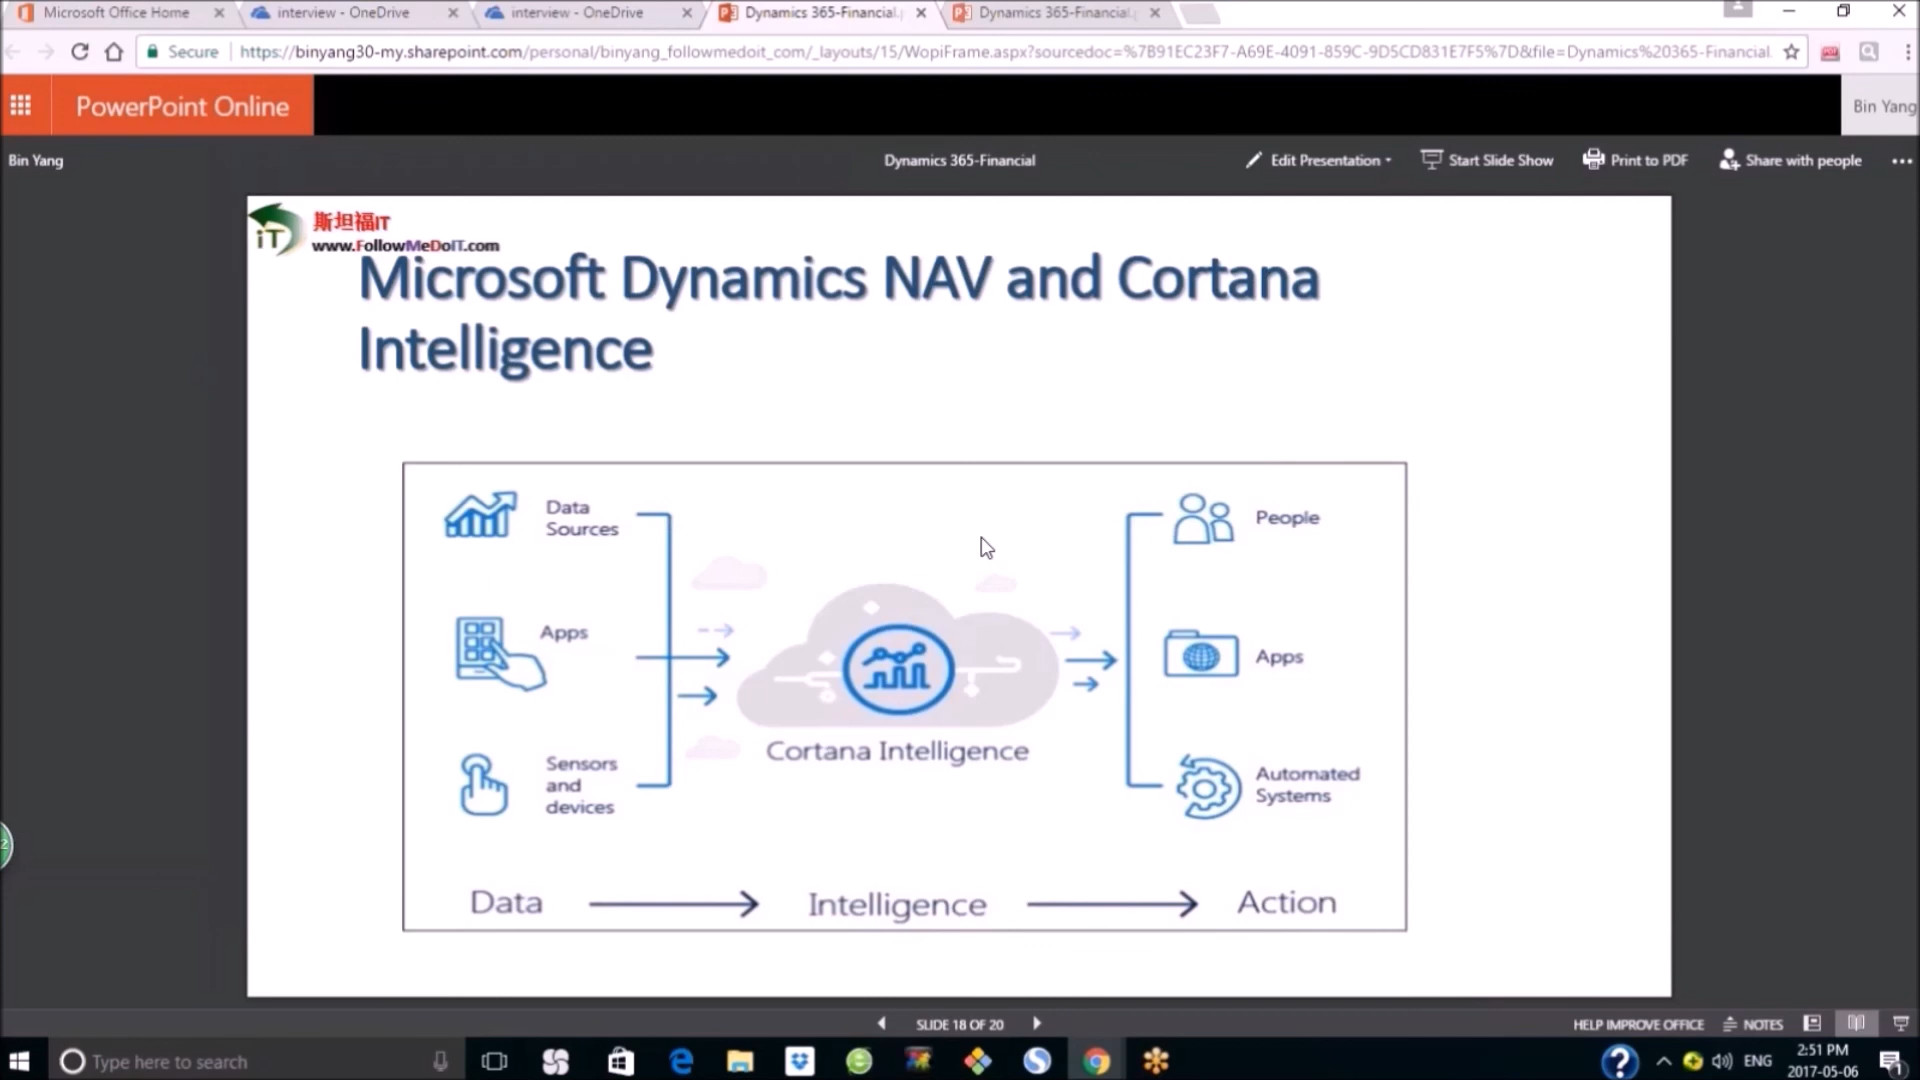 Microsoft Office Home
interview - OneDrive
interview - OneDrive
Dynamics 365-Financial.
Dynamics 365-Financial.
Secure
https://binyang30-my.sharepoint.com/personal/binyang_followmedoit_com/_layouts/15/WopiFrame.aspx?sourcedoc=%7B91EC23F7-A69E-4091-859C-9D5CD831E7F5%7D&file=Dynamics%20365-Financial.
PowerPoint Online
Bin Yang
Bin Yang
Dynamics 365-Financial
Edit Presentation
Start Slide Show
Print to PDF
Share with people
斯坦福IT
iT
www.FollowMeDoIT.com
Microsoft Dynamics NAV and Cortana
Intelligence
Data
Sources
Apps
Sensors
and
devices
Cortana Intelligence
People
Apps
Automated
Systems
Data
Intelligence
Action
SLIDE 18 OF 20
HELP IMPROVE OFFICE
NOTES
Type here to search
ENG
2:51 PM
2017-05-06